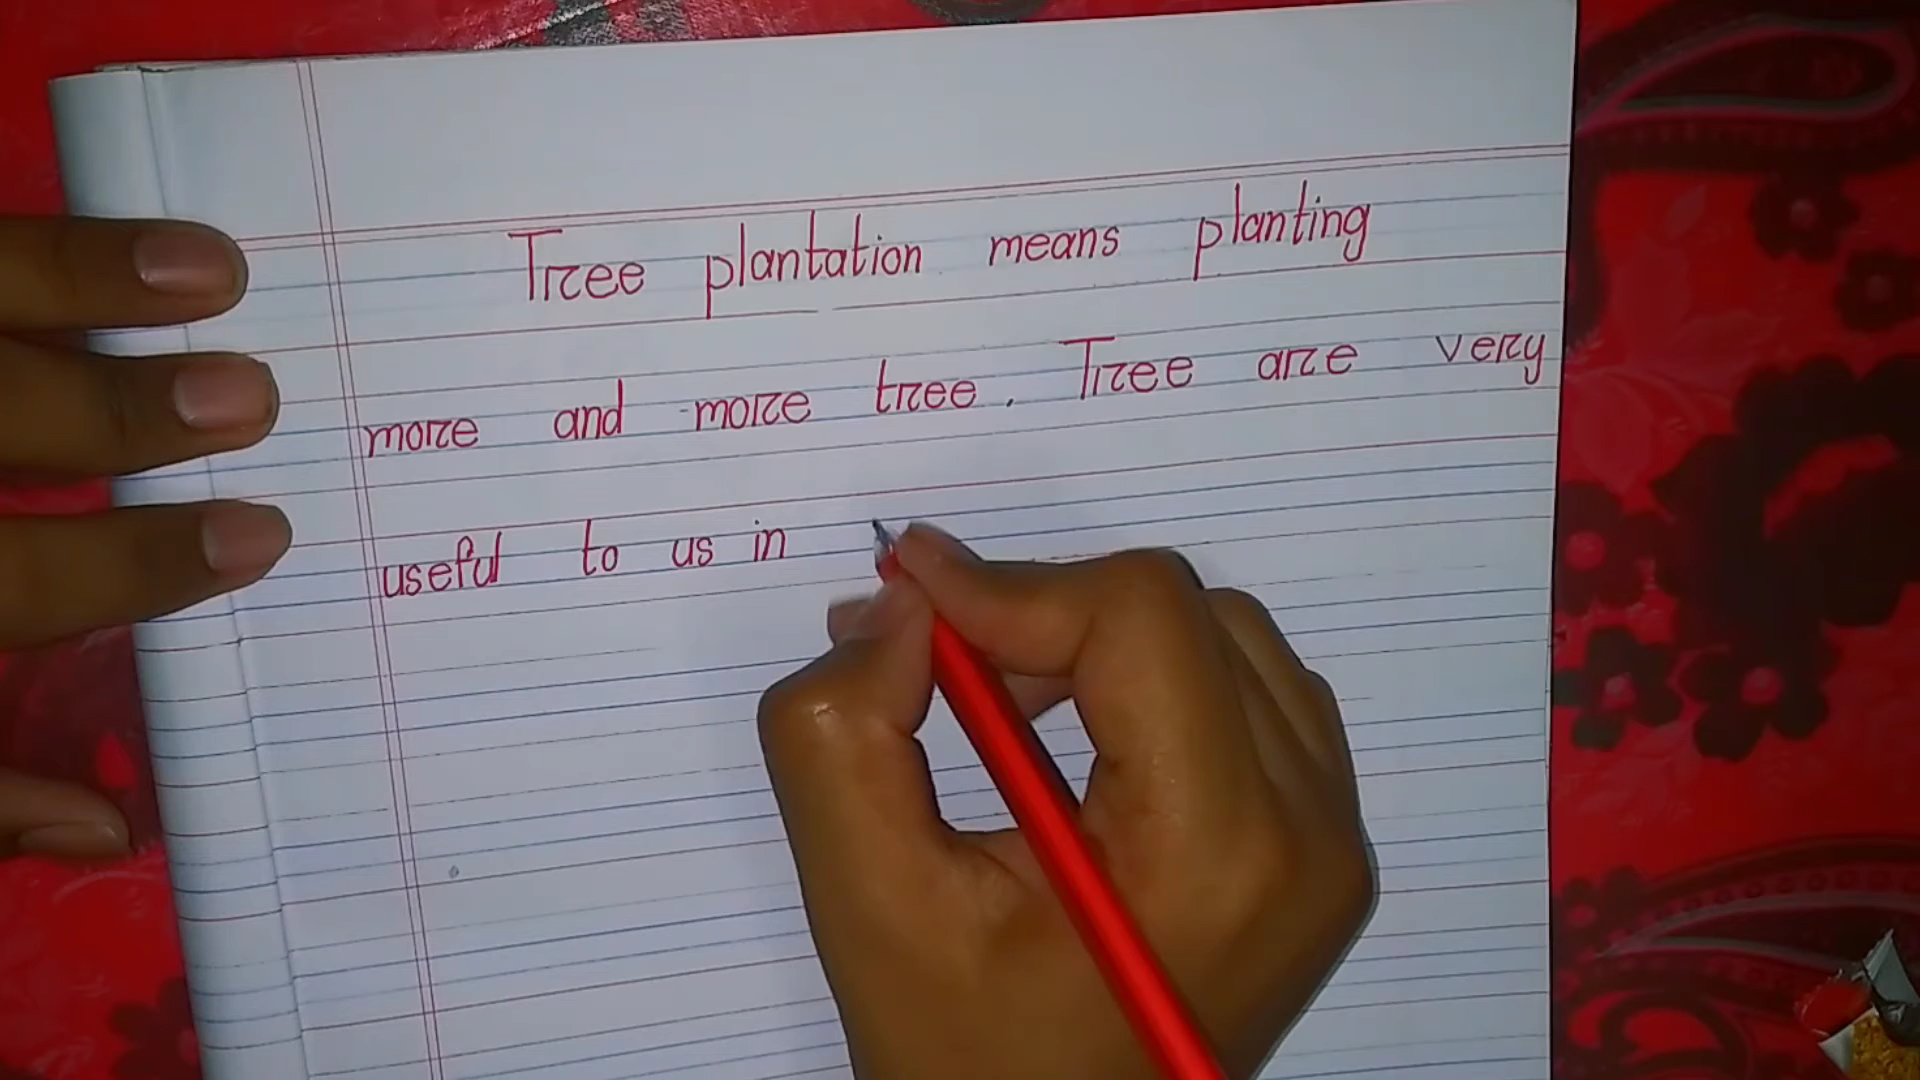 Tree plantation means planting
more and more tree. Tree are very
useful to us in